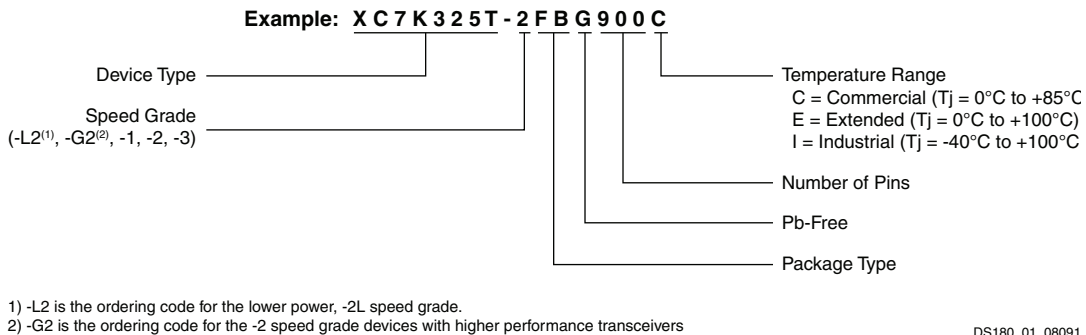 Example: XC7K325T-2FBG900C
Device Type
Speed Grade
(-L2(1), -G2(2), -1, -2, -3)
Temperature Range
C = Commercial (Tj = 0°C to +85°C
E = Extended (Tj = 0°C to +100°C)
I = Industrial (Tj = -40°C to +100°C
Number of Pins
Pb-Free
Package Type
1) -L2 is the ordering code for the lower power, -2L speed grade.
2) -G2 is the ordering code for the -2 speed grade devices with higher performance transceivers
DS180_01_08091